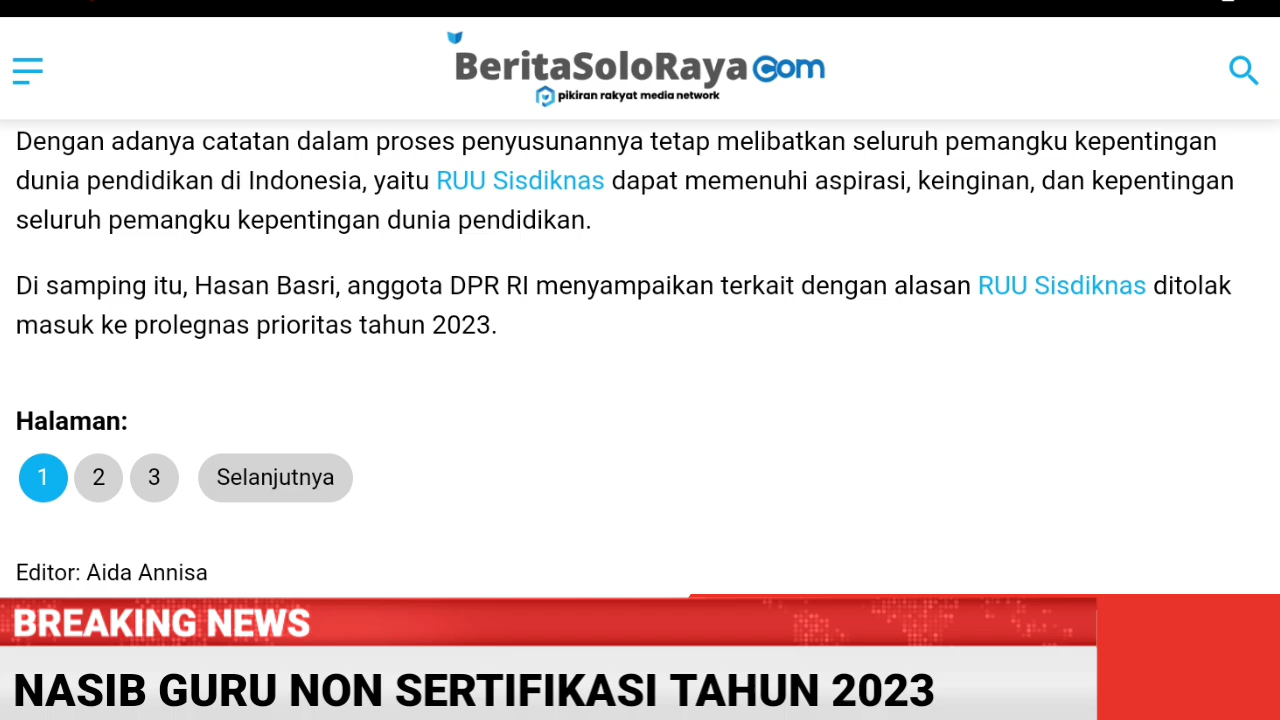 BeritaSoloRaya.com
pikiran rakyat media network
Dengan adanya catatan dalam proses penyusunannya tetap melibatkan seluruh pemangku kepentingan
dunia pendidikan di Indonesia, yaitu RUU Sisdiknas dapat memenuhi aspirasi, keinginan, dan kepentingan
seluruh pemangku kepentingan dunia pendidikan.
Di samping itu, Hasan Basri, anggota DPR RI menyampaikan terkait dengan alasan RUU Sisdiknas ditolak
masuk ke prolegnas prioritas tahun 2023.
Halaman:
1 2 3 Selanjutnya
Editor: Aida Annisa
BREAKING NEWS
NASIB GURU NON SERTIFIKASI TAHUN 2023